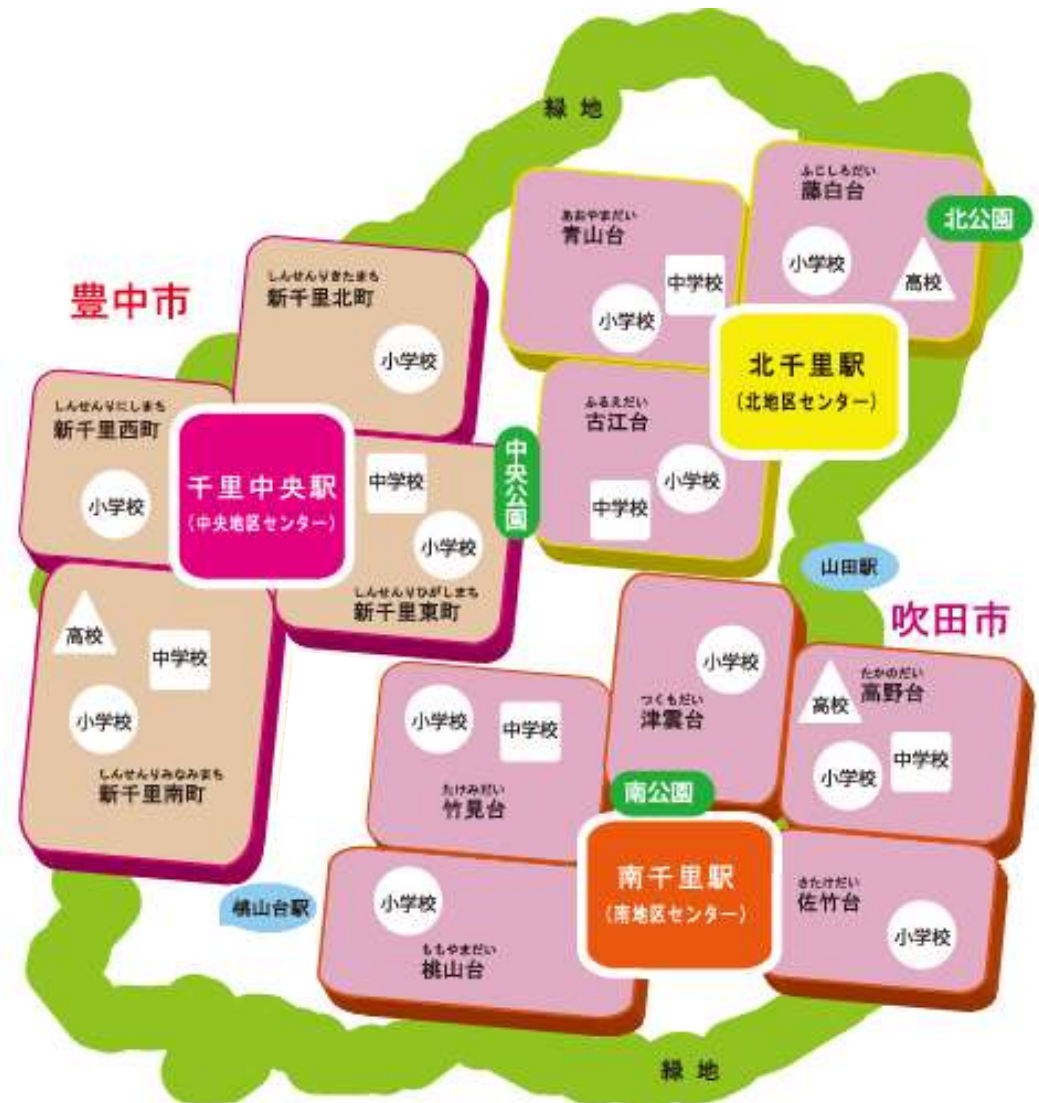 緑地
ふじしろだい
藤白台
北公園
小学校
高校
あおやまだい
青山台
中学校
小学校
豊中市
しんせんりきたまち
新千里北町
小学校
北千里駅
(北地区センター)
ふるえだい
古江台
小学校
中学校
しんせんりにしまち
新千里西町
小学校
千里中央駅
(中央地区センター)
中学校
小学校
しんせんりひがしまち
新千里東町
中央公園
山田駅
吹田市
高校
中学校
小学校
しんせんりみなみまち
新千里南町
小学校
つくもだい
津雲台
たかのだい
高野台
高校
中学校
小学校
小学校
中学校
たけみだい
竹見台
南公園
南千里駅
(南地区センター)
さたけだい
佐竹台
小学校
桃山台駅
小学校
ももやまだい
桃山台
緑地